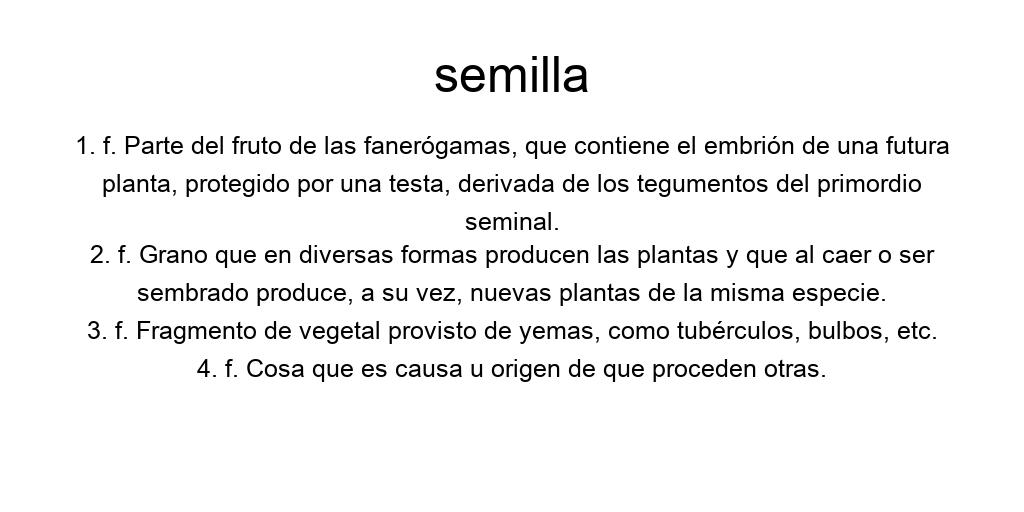 semilla
1. f. Parte del fruto de las fanerógamas, que contiene el embrión de una futura
planta, protegido por una testa, derivada de los tegumentos del primordio
seminal.
2. f. Grano que en diversas formas producen las plantas y que al caer o ser
sembrado produce, a su vez, nuevas plantas de la misma especie.
3. f. Fragmento de vegetal provisto de yemas, como tubérculos, bulbos, etc.
4. f. Cosa que es causa u origen de que proceden otras.